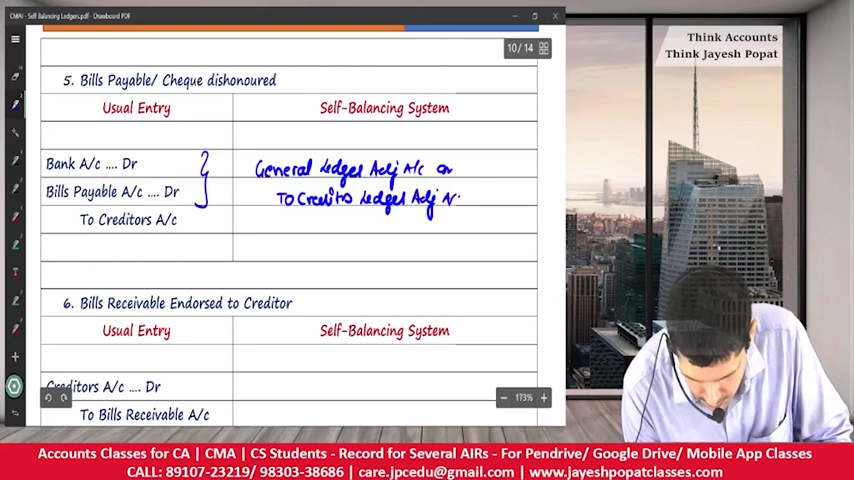 CMAI - Self Balancing Ledgers.pdf - Drawboard PDF
Think Accounts
Think Jayesh Popat
10 / 14
5. Bills Payable/ Cheque dishonoured
Usual Entry
Self-Balancing System
Bank A/c .... Dr
General Ledger Adj A/c Dr
Bills Payable A/c .... Dr
To Creditors Ledger Adj A/c
To Creditors A/c
6. Bills Receivable Endorsed to Creditor
Usual Entry
Self-Balancing System
Creditors A/c .... Dr
To Bills Receivable A/c
173%
Accounts Classes for CA | CMA | CS Students - Record for Several AIRs - For Pendrive/ Google Drive/ Mobile App Classes
CALL: 89107-23219/ 98303-38686 | care.jpcedu@gmail.com | www.jayeshpopatclasses.com